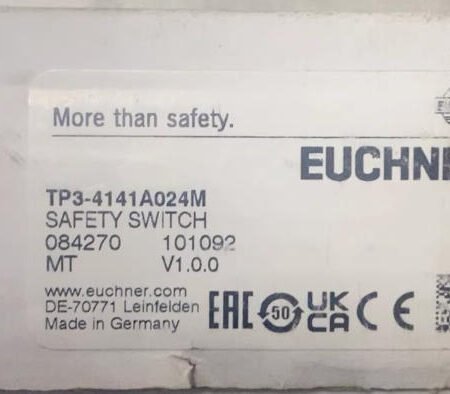 More than safety.
EUCHNE
TP3-4141A024M
SAFETY SWITCH
084270 101092
MT V1.0.0
www.euchner.com
DE-70771 Leinfelden
Made in Germany
EAC 50 UK CA CE